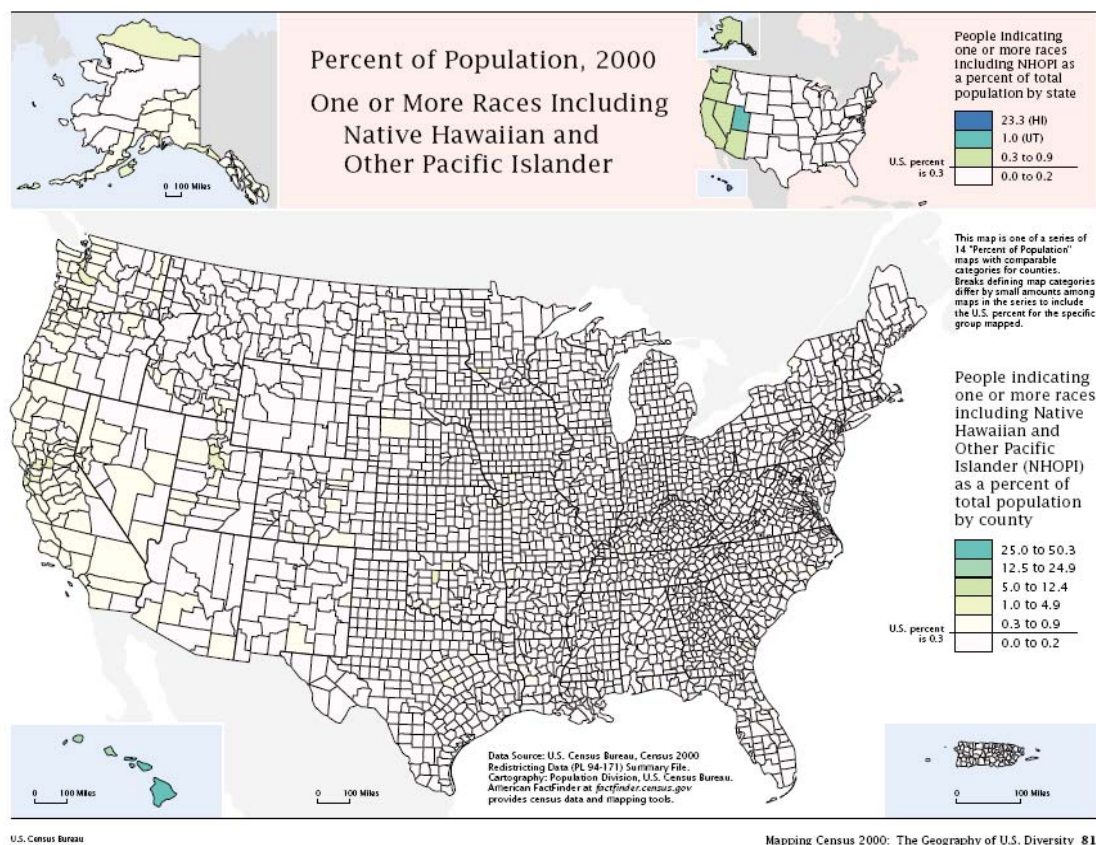 Percent of Population, 2000
One or More Races Including
Native Hawaiian and
Other Pacific Islander
0 100 Miles
People indicating
one or more races
including NHOPI as
a percent of total
population by state
23.3 (HI)
1.0 (UT)
0.3 to 0.9
U.S. percent
is 0.3
0.0 to 0.2
This map is one of a series of
14 "Percent of Population"
maps with comparable
categories for counties.
Breaks defining map categories
differ by small amounts among
maps in the series to include
the U.S. percent for the specific
group mapped.
People indicating
one or more races
including Native
Hawaiian and
Other Pacific
Islander (NHOPI)
as a percent of
total population
by county
25.0 to 50.3
12.5 to 24.9
5.0 to 12.4
1.0 to 4.9
0.3 to 0.9
U.S. percent
is 0.3
0.0 to 0.2
0 100 Miles
0 100 Miles
Data Source: U.S. Census Bureau, Census 2000
Redistricting Data (PL 94-171) Summary File.
Cartography: Population Division, U.S. Census Bureau.
American FactFinder at factfinder.census.gov
provides census data and mapping tools.
0 100 Miles
U.S. Census Bureau
Mapping Census 2000: The Geography of U.S. Diversity 81